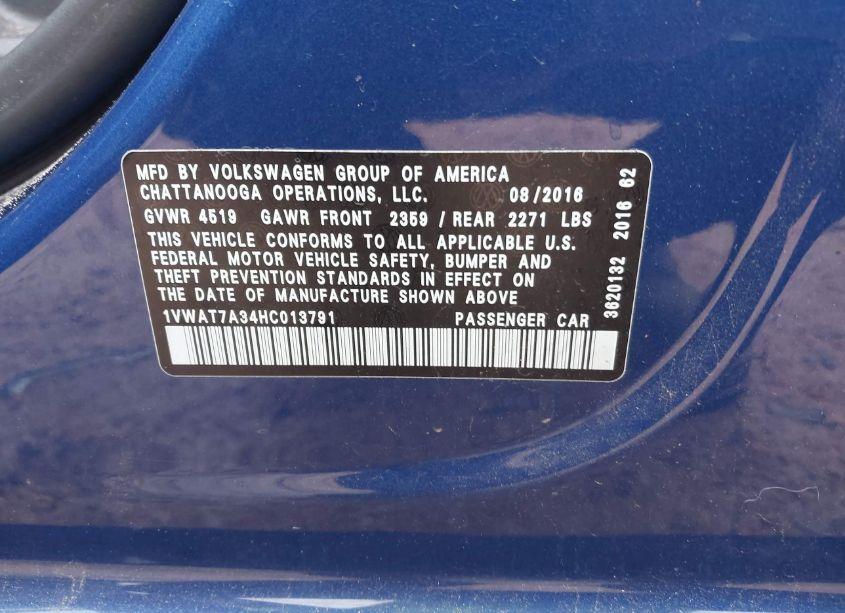 MFD BY VOLKSWAGEN GROUP OF AMERICA
CHATTANOOGA OPERATIONS, LLC. 08/2016
GVWR 4519 GAWR FRONT 2359 / REAR 2271 LBS
THIS VEHICLE CONFORMS TO ALL APPLICABLE U.S.
FEDERAL MOTOR VEHICLE SAFETY, BUMPER AND
THEFT PREVENTION STANDARDS IN EFFECT ON
THE DATE OF MANUFACTURE SHOWN ABOVE
1VWAT7A34HC013791 PASSENGER CAR
3620132 2016 62